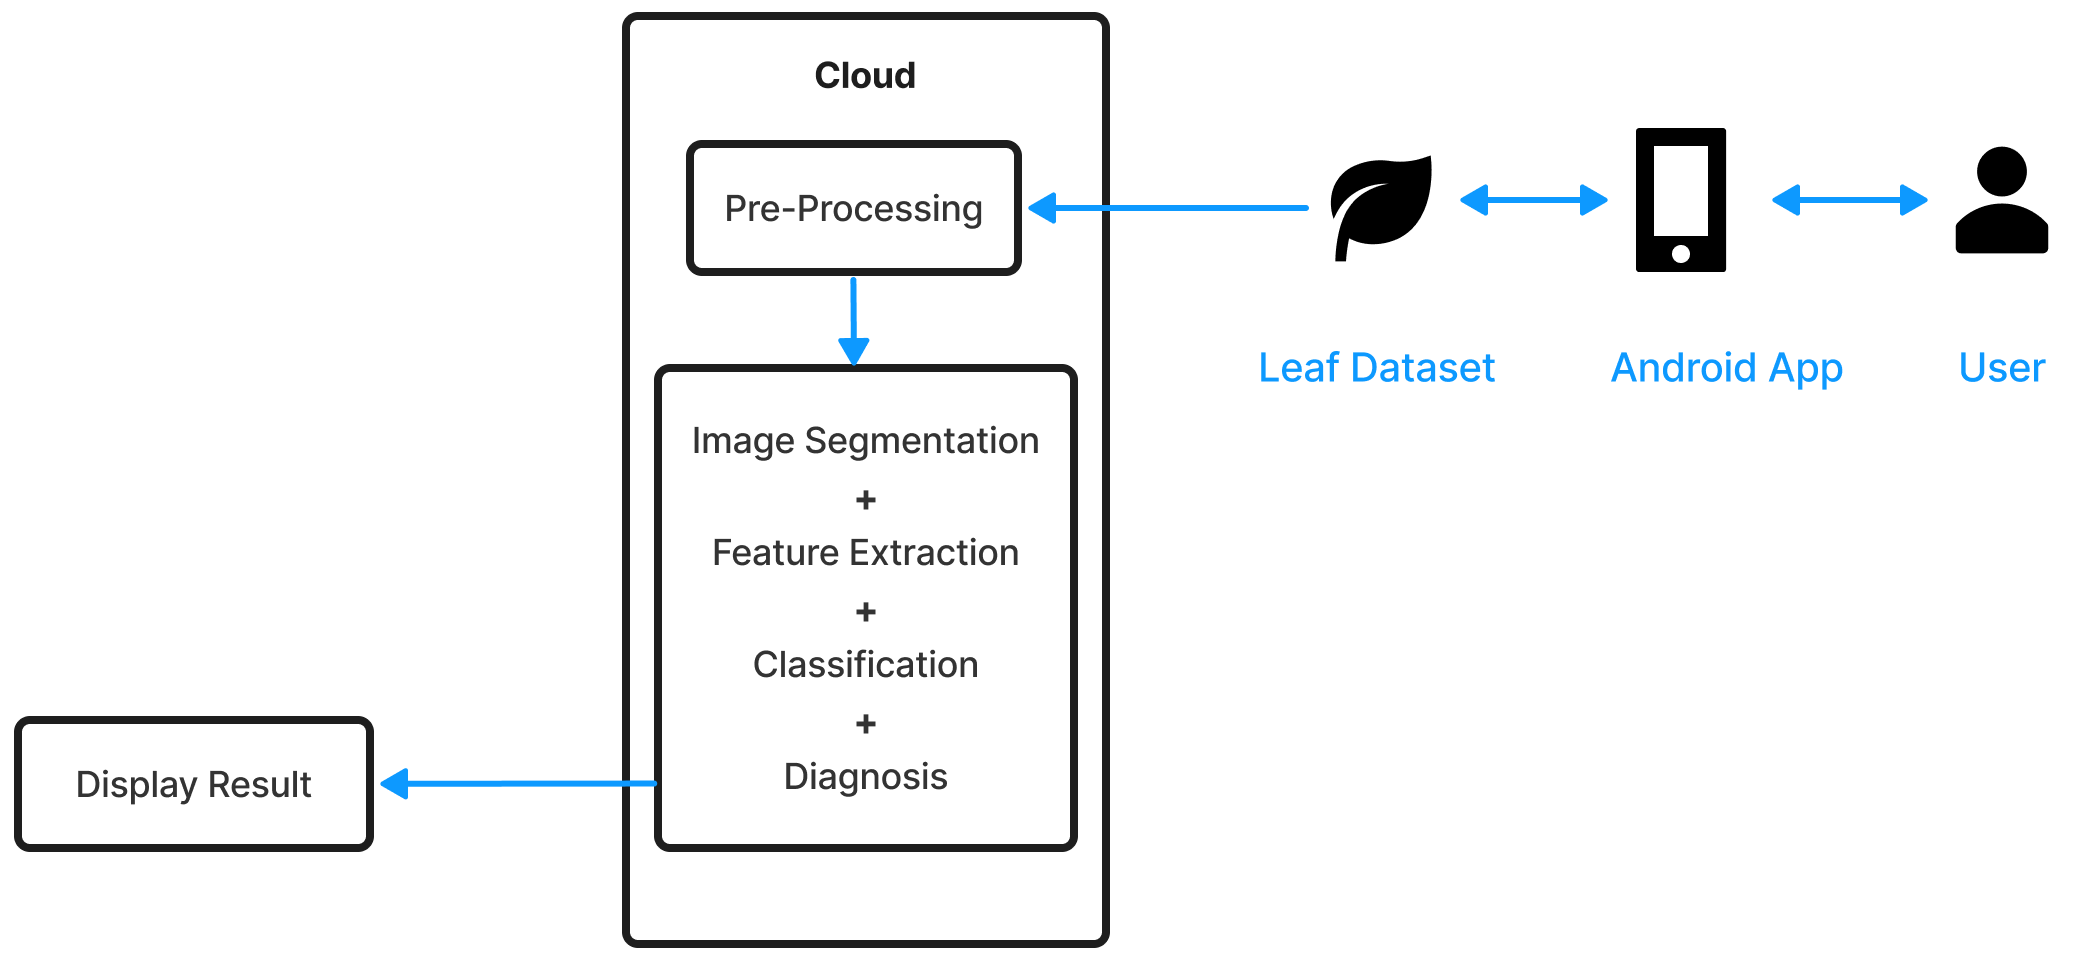 Cloud
Pre-Processing
Leaf Dataset
Android App
User
Image Segmentation
+
Feature Extraction
+
Classification
+
Diagnosis
Display Result